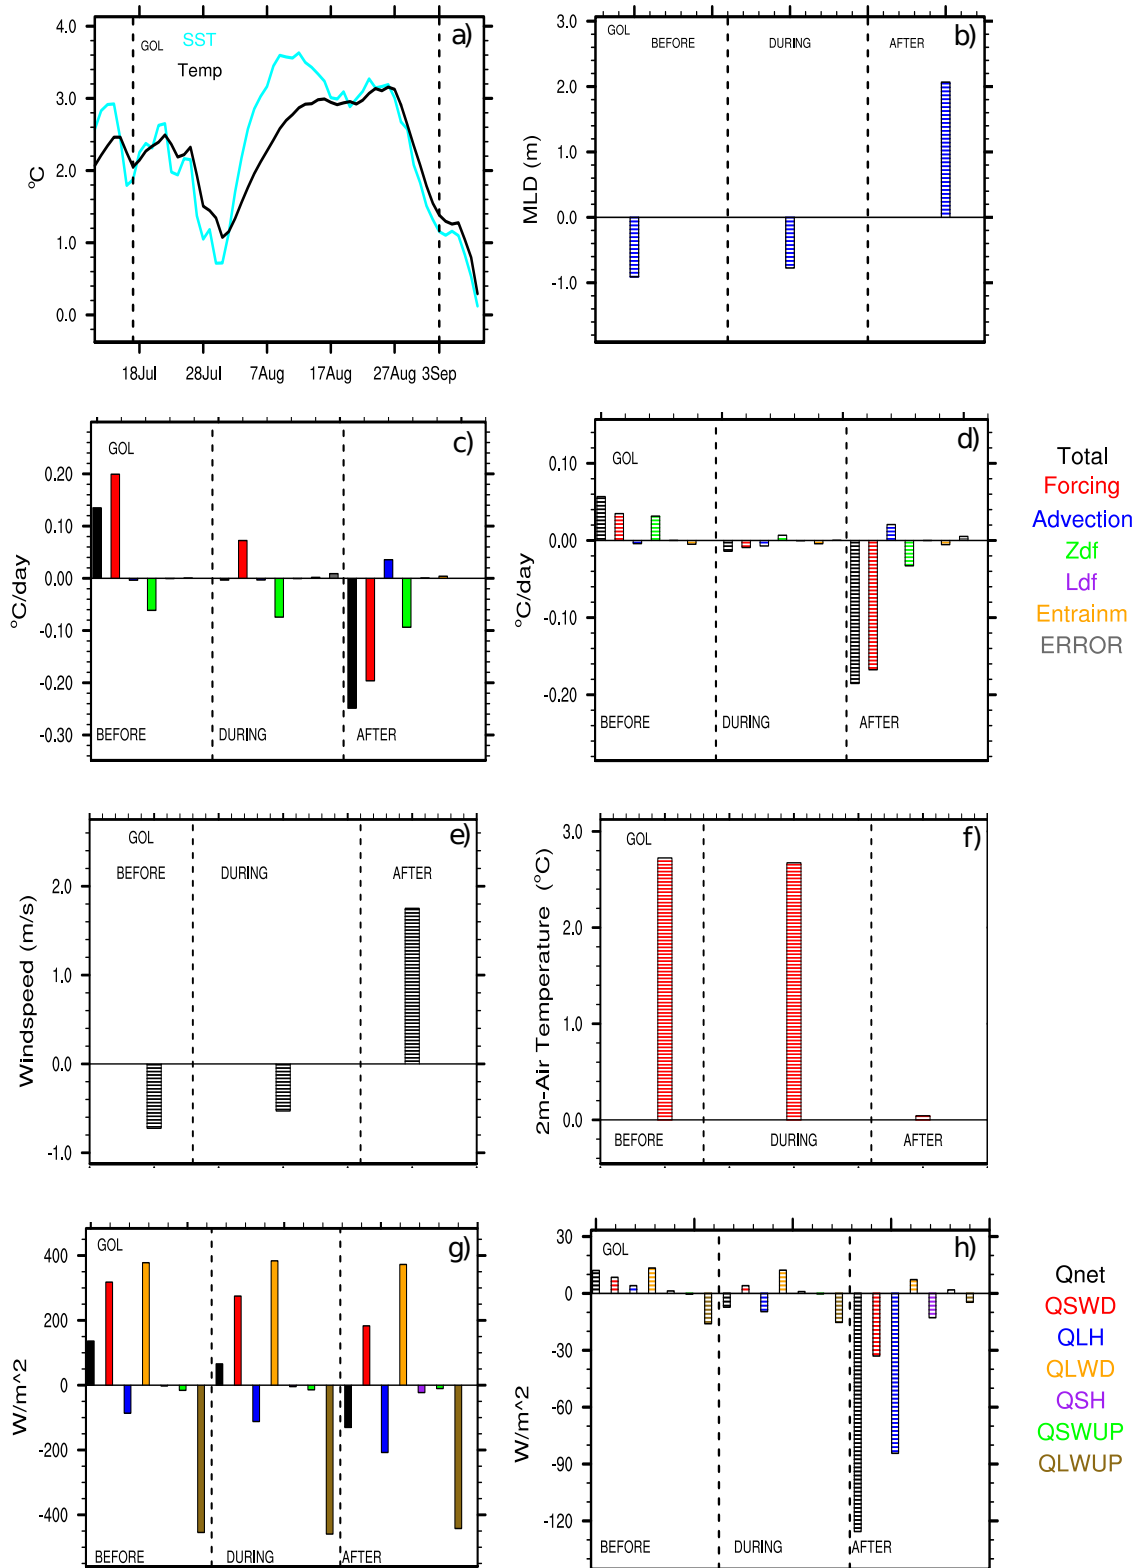 a)
GOL
SST
Temp
4.0
3.0
2.0
1.0
0.0
°C
18Jul 28Jul 7Aug 17Aug 27Aug 3Sep
b)
GOL
BEFORE DURING AFTER
3.0
2.0
1.0
0.0
-1.0
MLD (m)
c)
GOL
0.20
0.10
0.00
-0.10
-0.20
-0.30
°C/day
BEFORE DURING AFTER
d)
GOL
0.10
0.00
-0.10
-0.20
°C/day
BEFORE DURING AFTER
Total
Forcing
Advection
Zdf
Ldf
Entrainm
ERROR
e)
GOL
BEFORE DURING AFTER
2.0
1.0
0.0
-1.0
Windspeed (m/s)
f)
GOL
3.0
2.0
1.0
0.0
2m-Air Temperature (°C)
BEFORE DURING AFTER
g)
GOL
400
200
0
-200
-400
W/m^2
BEFORE DURING AFTER
h)
GOL
30
0
-30
-60
-90
-120
W/m^2
BEFORE DURING AFTER
Qnet
QSWD
QLH
QLWD
QSH
QSWUP
QLWUP